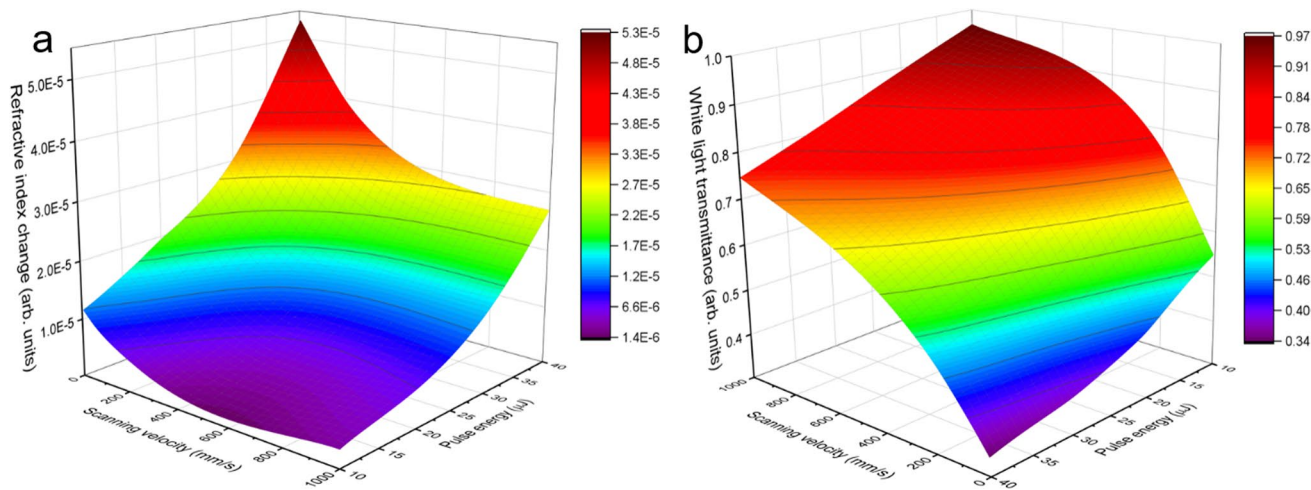 a
Refractive index change (arb. units)
5.0E-5
4.0E-5
3.0E-5
2.0E-5
1.0E-5
0
200
400
600
800
1000
Scanning velocity (mm/s)
10
15
20
25
30
35
40
Pulse energy (μJ)
5.3E-5
4.8E-5
4.3E-5
3.8E-5
3.3E-5
2.7E-5
2.2E-5
1.7E-5
1.2E-5
6.6E-6
1.4E-6
b
White light transmittance (arb. units)
1.0
0.9
0.8
0.7
0.6
0.5
0.4
1000
800
600
400
200
0
Scanning velocity (mm/s)
40
35
30
25
20
15
10
Pulse energy (μJ)
0.97
0.91
0.84
0.78
0.72
0.65
0.59
0.53
0.46
0.40
0.34